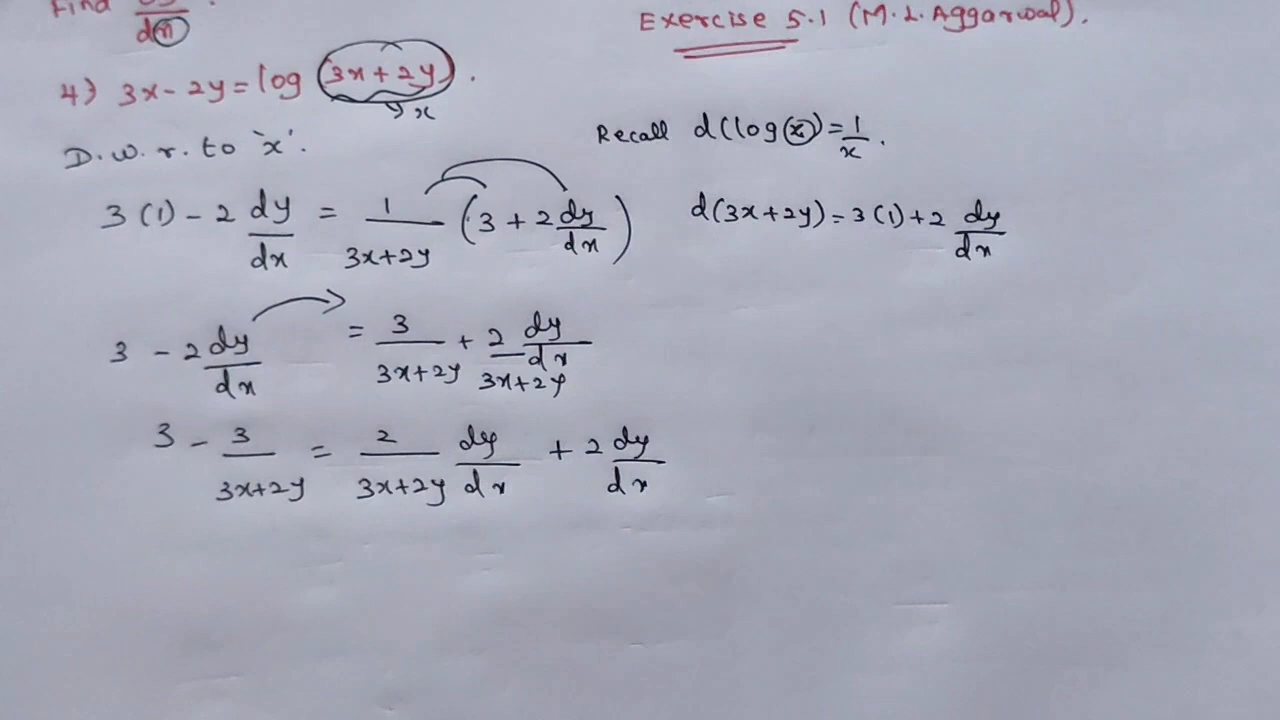 Find dy/dx.
Exercise 5.1 (M.L. Aggarwal).
4) 3x - 2y = log (3x + 2y).
x
D.w.r. to 'x'.
Recall d(log(x)) = 1/x.
3(1) - 2 dy/dx = 1/(3x+2y) (3 + 2 dy/dx)
d(3x+2y) = 3(1) + 2 dy/dx
3 - 2 dy/dx = 3/(3x+2y) + 2/(3x+2y) dy/dx
3 - 3/(3x+2y) = 2/(3x+2y) dy/dx + 2 dy/dx